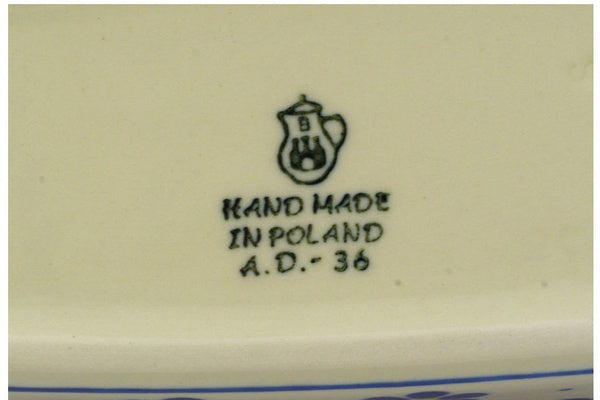 B
HAND MADE
IN POLAND
A.D.- 36